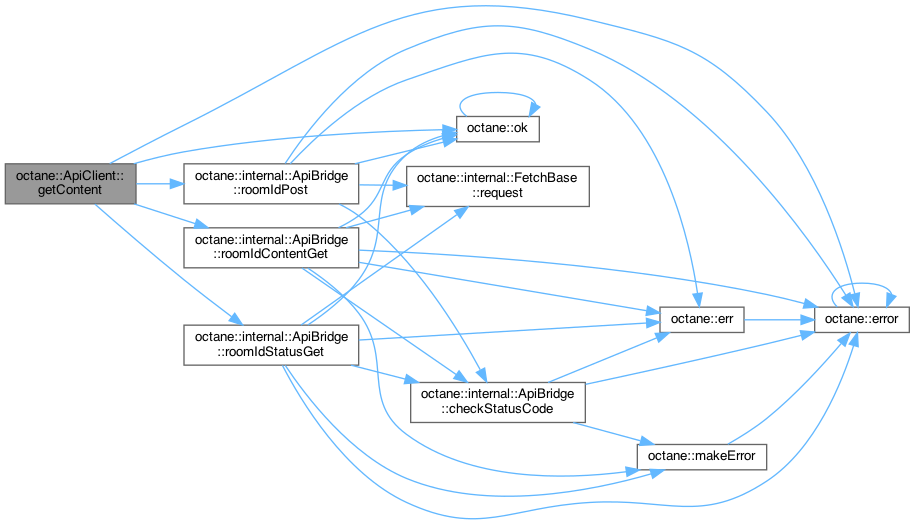 octane::ApiClient::
getContent
octane::internal::ApiBridge
::roomIdPost
octane::internal::ApiBridge
::roomIdContentGet
octane::internal::ApiBridge
::roomIdStatusGet
octane::ok
octane::internal::FetchBase
::request
octane::internal::ApiBridge
::checkStatusCode
octane::err
octane::makeError
octane::error